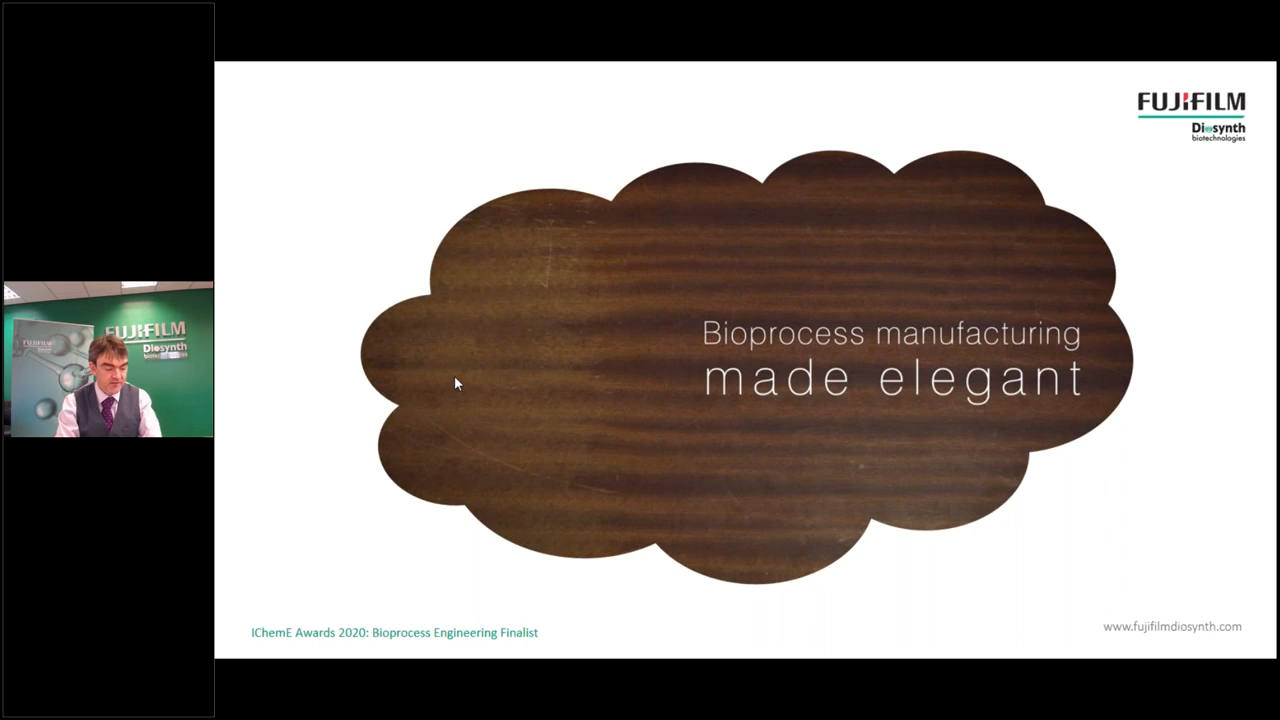 FUJIFILM
Diosynth
biotechnologies
Bioprocess manufacturing
made elegant
IChemE Awards 2020: Bioprocess Engineering Finalist
www.fujifilmdiosynth.com
FUJIFILM
Diosynth